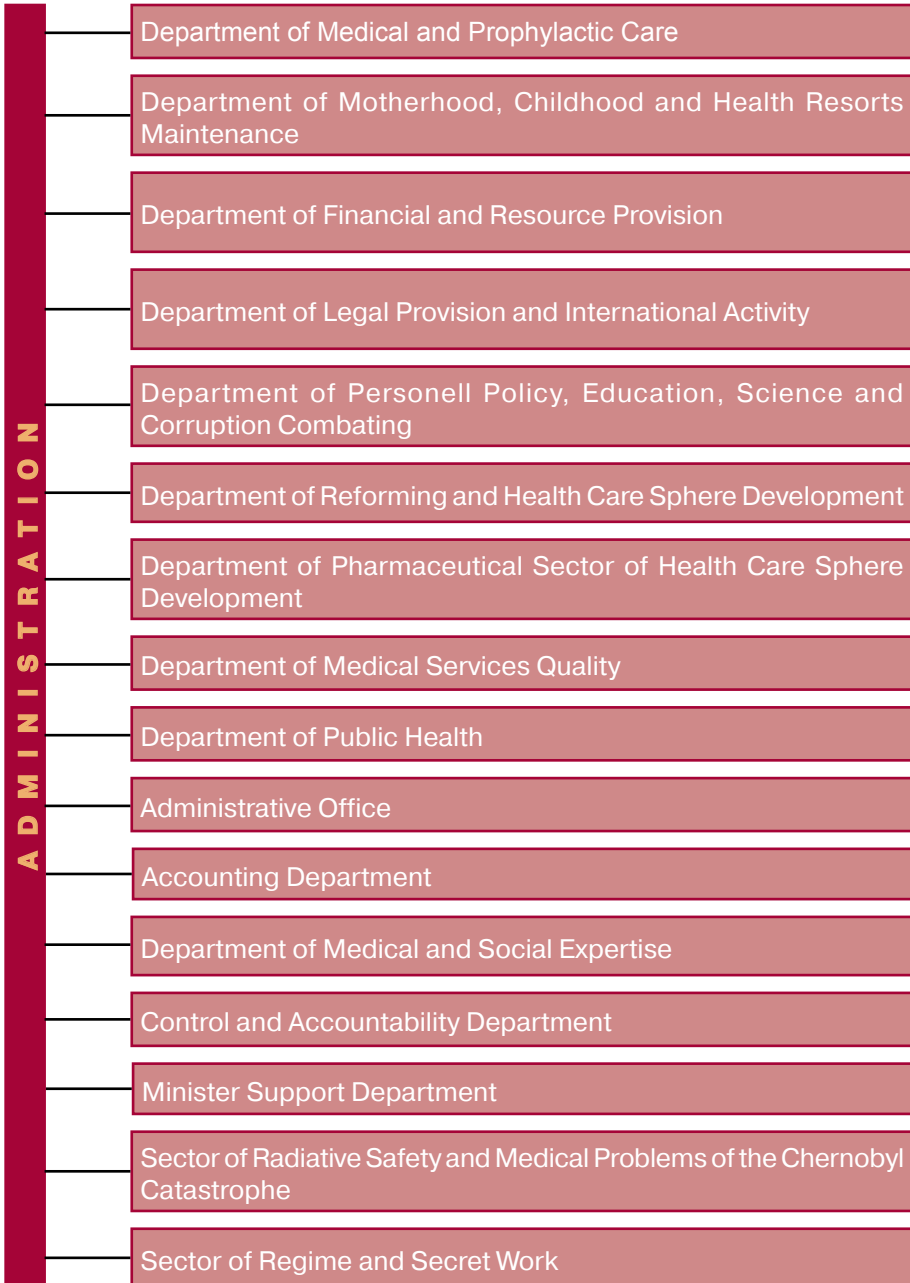 ADMINISTRATION
Department of Medical and Prophylactic Care
Department of Motherhood, Childhood and Health Resorts
Maintenance
Department of Financial and Resource Provision
Department of Legal Provision and International Activity
Department of Personell Policy, Education, Science and
Corruption Combating
Department of Reforming and Health Care Sphere Development
Department of Pharmaceutical Sector of Health Care Sphere
Development
Department of Medical Services Quality
Department of Public Health
Administrative Office
Accounting Department
Department of Medical and Social Expertise
Control and Accountability Department
Minister Support Department
Sector of Radiative Safety and Medical Problems of the Chernobyl
Catastrophe
Sector of Regime and Secret Work